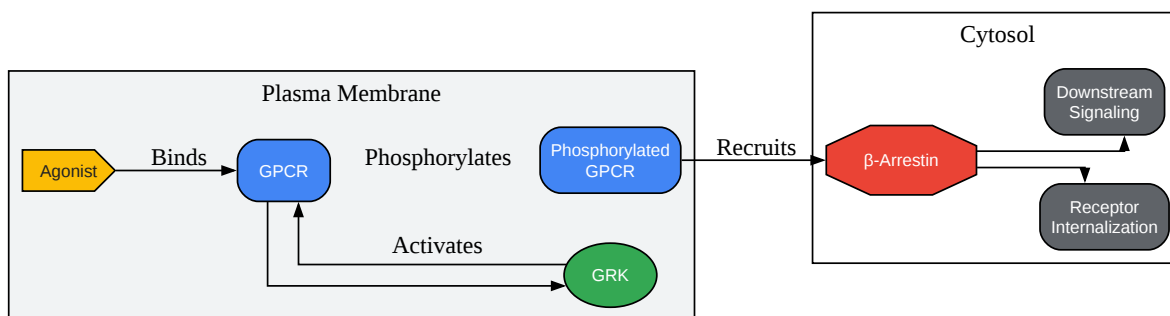 Cytosol
Plasma Membrane
Downstream
Signaling
Agonist
Binds
GPCR
Phosphorylates
Phosphorylated
GPCR
Recruits
β-Arrestin
Receptor
Internalization
Activates
GRK